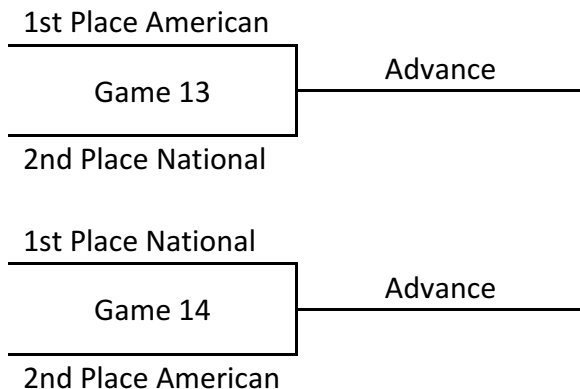 1st Place American
Advance
Game 13
2nd Place National
1st Place National
Advance
Game 14
2nd Place American